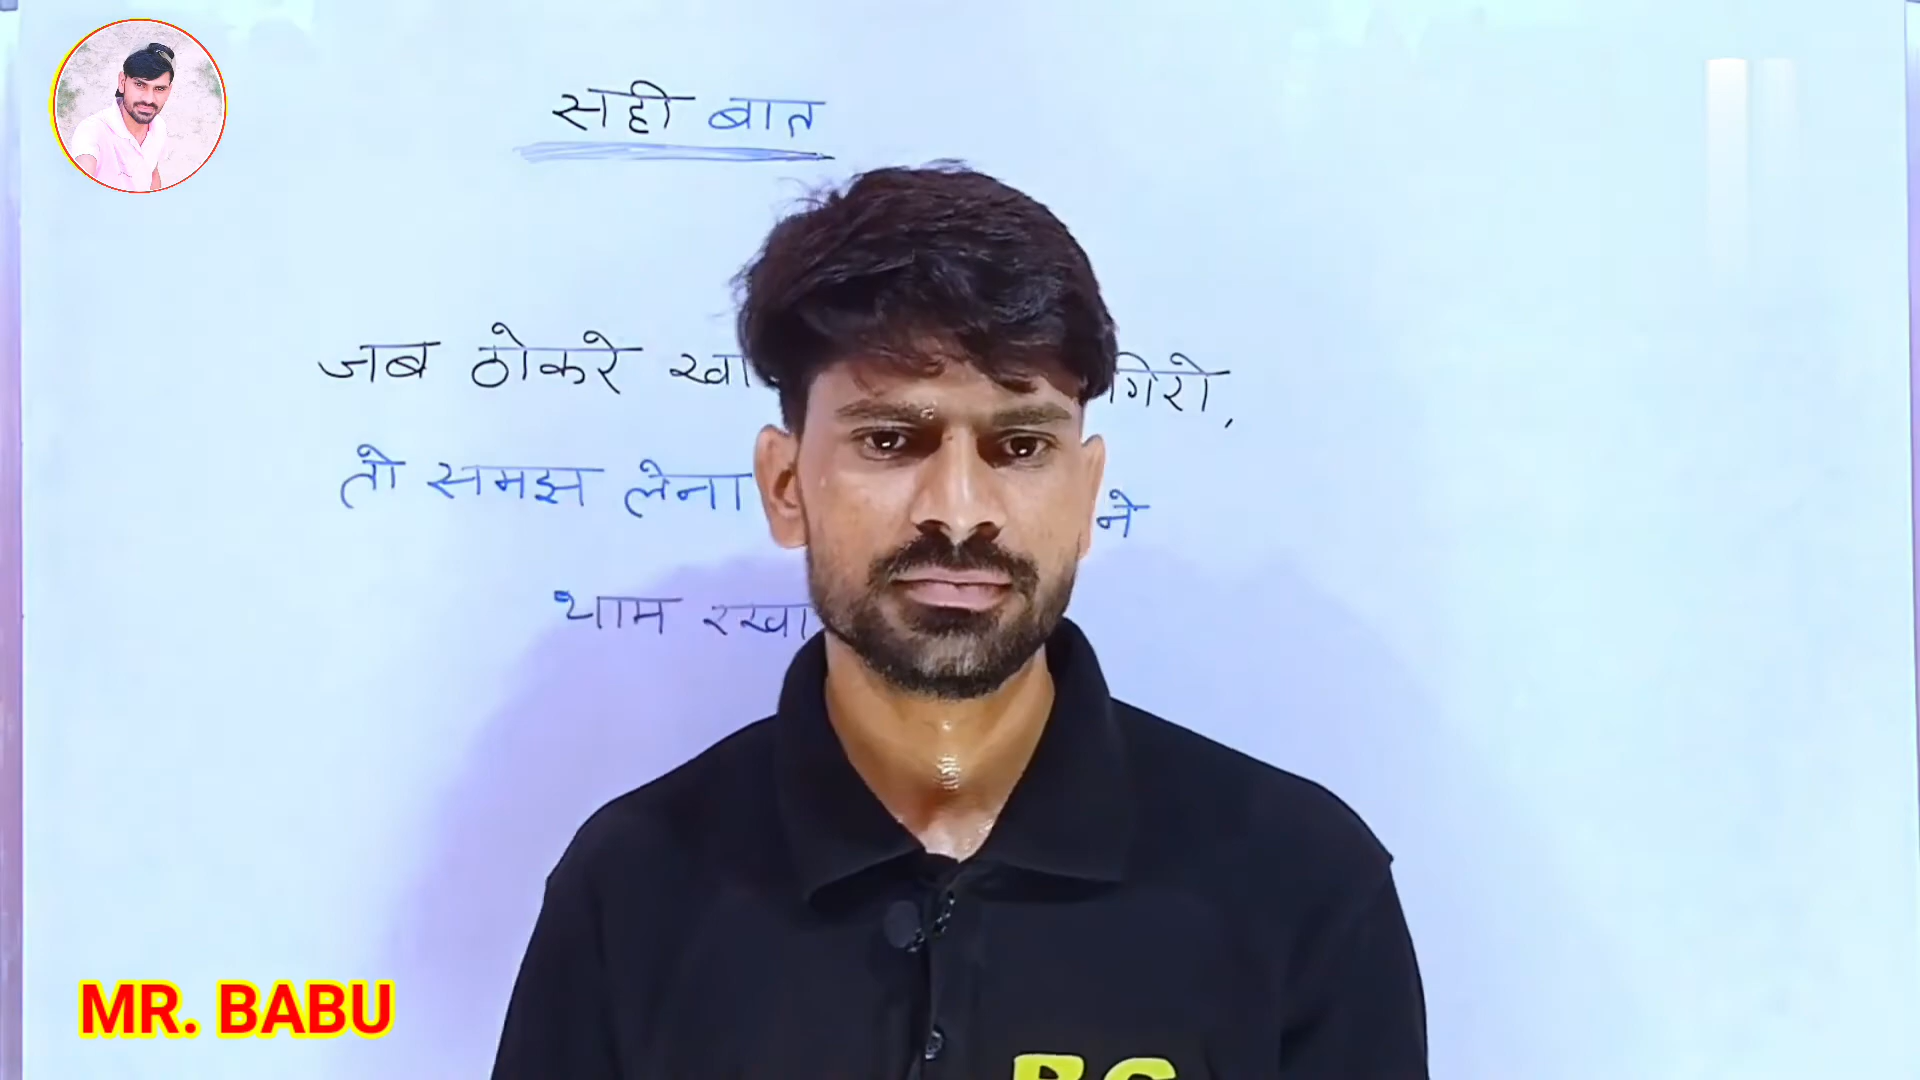 सही बात
जब ठोकरे गिरो,
तो समझ लेना ने
थाम रखा
MR. BABU